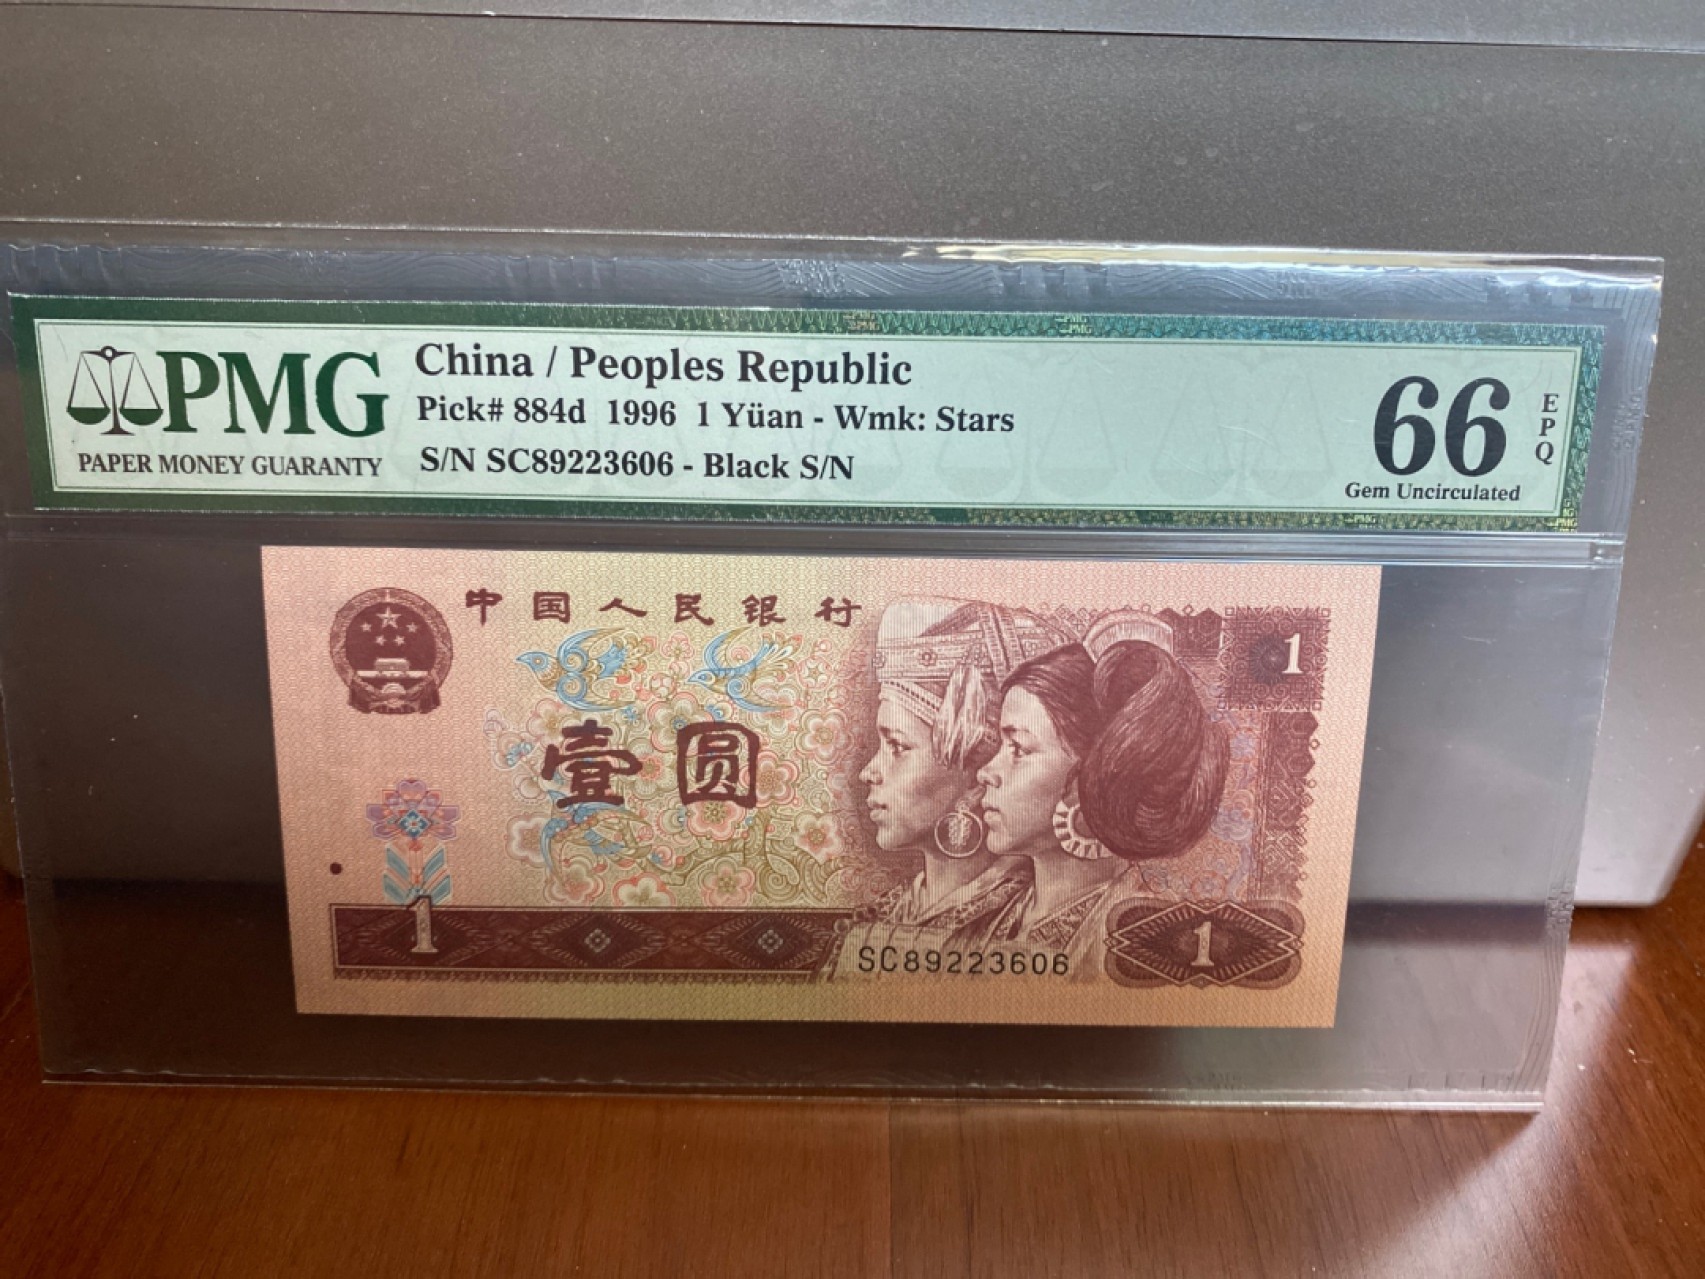 PMG
PAPER MONEY GUARANTY
China / Peoples Republic
Pick# 884d 1996 1 Yüan - Wmk: Stars
S/N SC89223606 - Black S/N
66
EPQ
Gem Uncirculated
中国人民银行
1
壹圆
1
SC89223606
1